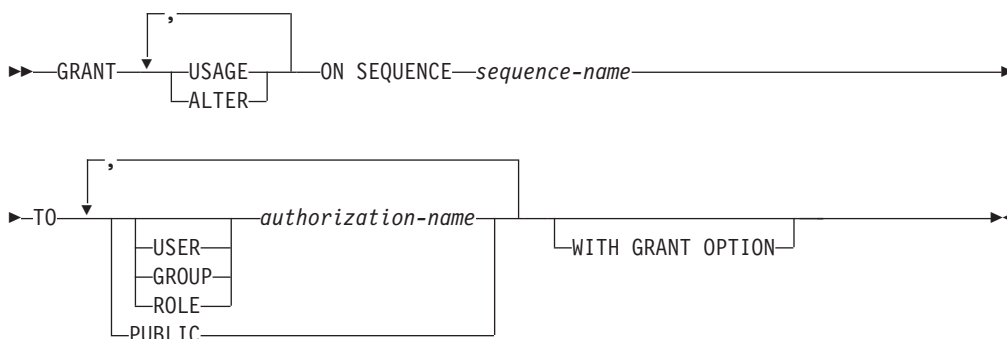 ,
GRANT USAGE ON SEQUENCE sequence-name
ALTER
,
TO authorization-name
USER WITH GRANT OPTION
GROUP
ROLE
PUBLIC